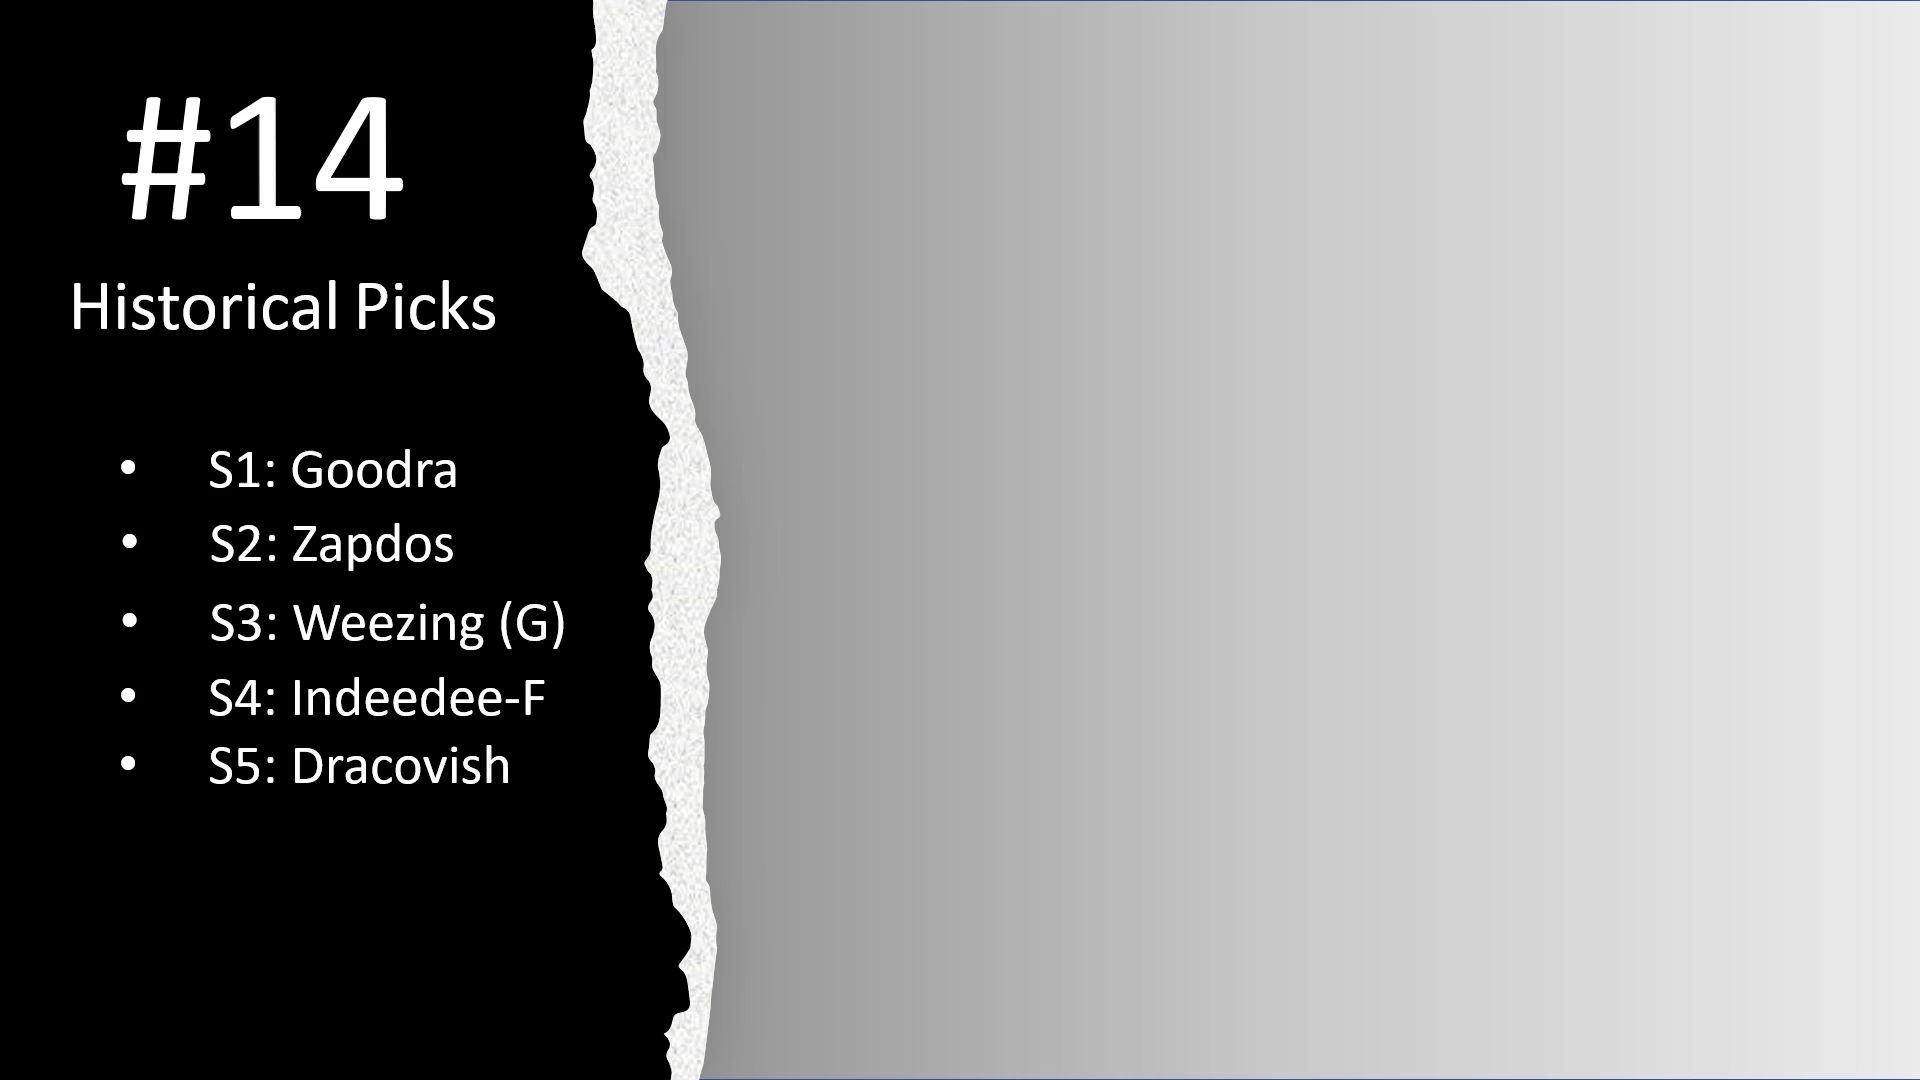 #14
Historical Picks
• S1: Goodra
• S2: Zapdos
• S3: Weezing (G)
• S4: Indeedee-F
• S5: Dracovish